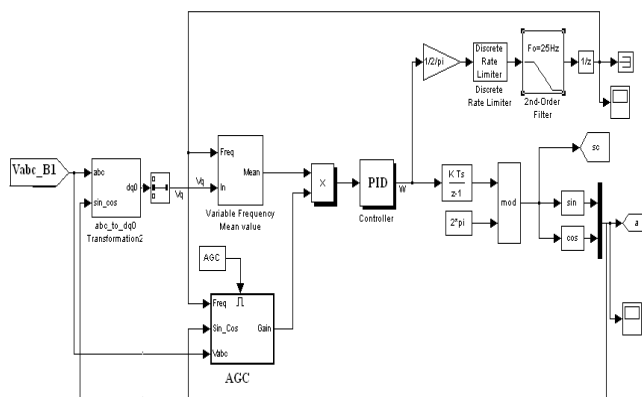 Vabc_B1
abc
dq0
sin_cos
abc_to_dq0
Transformation2
Vq
Vq
Freq
In
Mean
Variable Frequency
Mean value
AGC
Freq
Sin_Cos
Vabc
Gain
AGC
X
PID
Controller
W
1/2/pi
Discrete
Rate
Limiter
Discrete
Rate Limiter
Fo=25Hz
2nd-Order
Filter
1/z
K Ts
z-1
2*pi
mod
sin
cos
sc
a